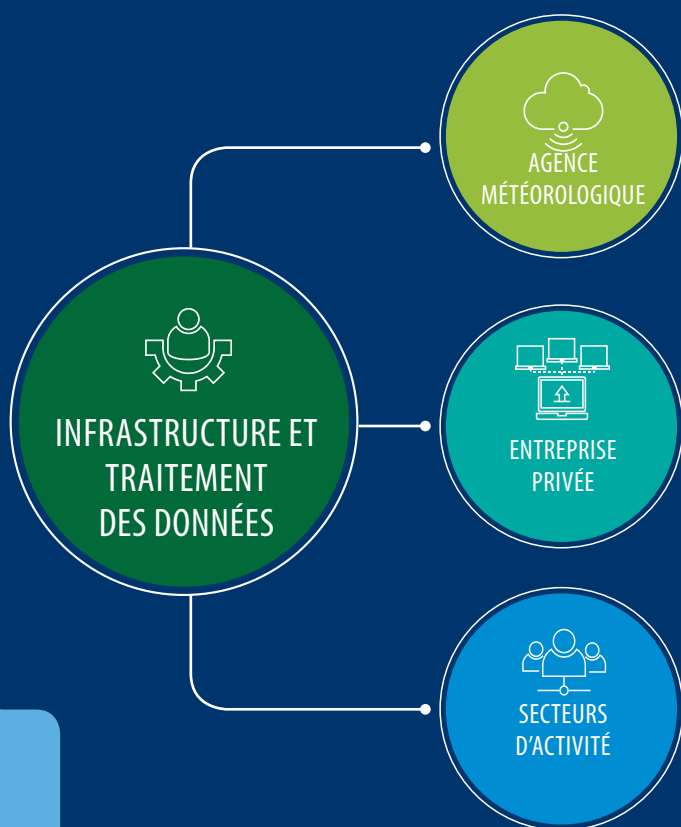 AGENCE
MÉTÉOROLOGIQUE
INFRASTRUCTURE ET
TRAITEMENT
DES DONNÉES
ENTREPRISE
PRIVÉE
SECTEURS
D’ACTIVITÉ